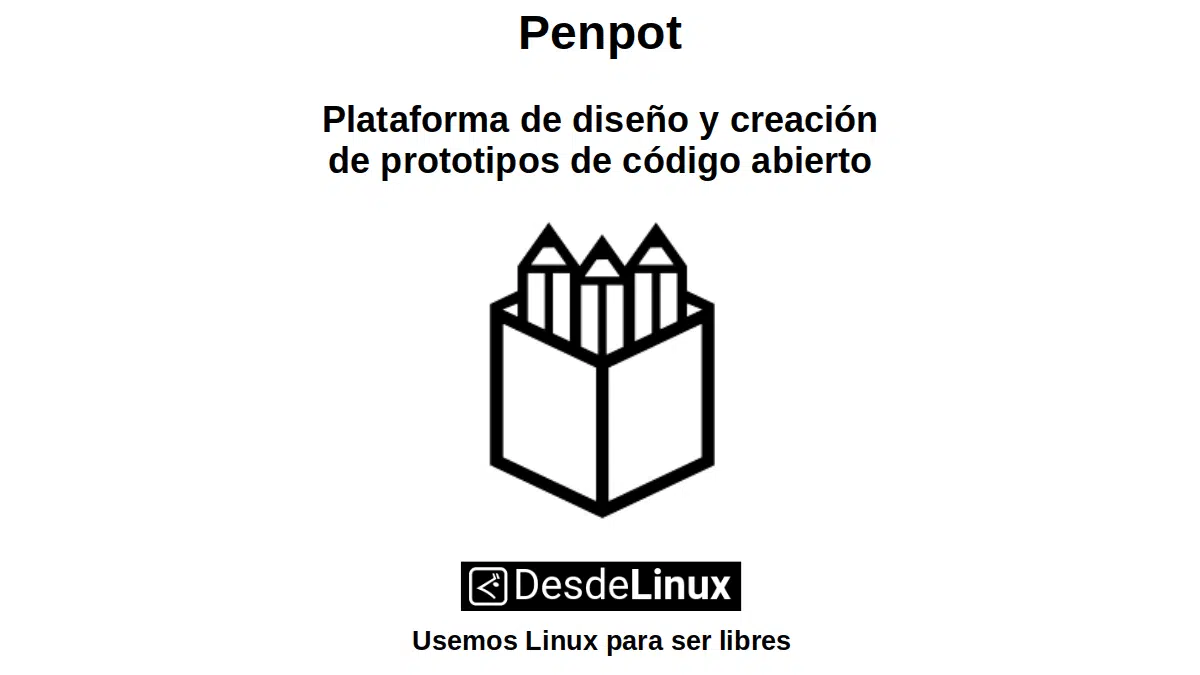 Penpot
Plataforma de diseño y creación
de prototipos de código abierto
DesdeLinux
Usemos Linux para ser libres